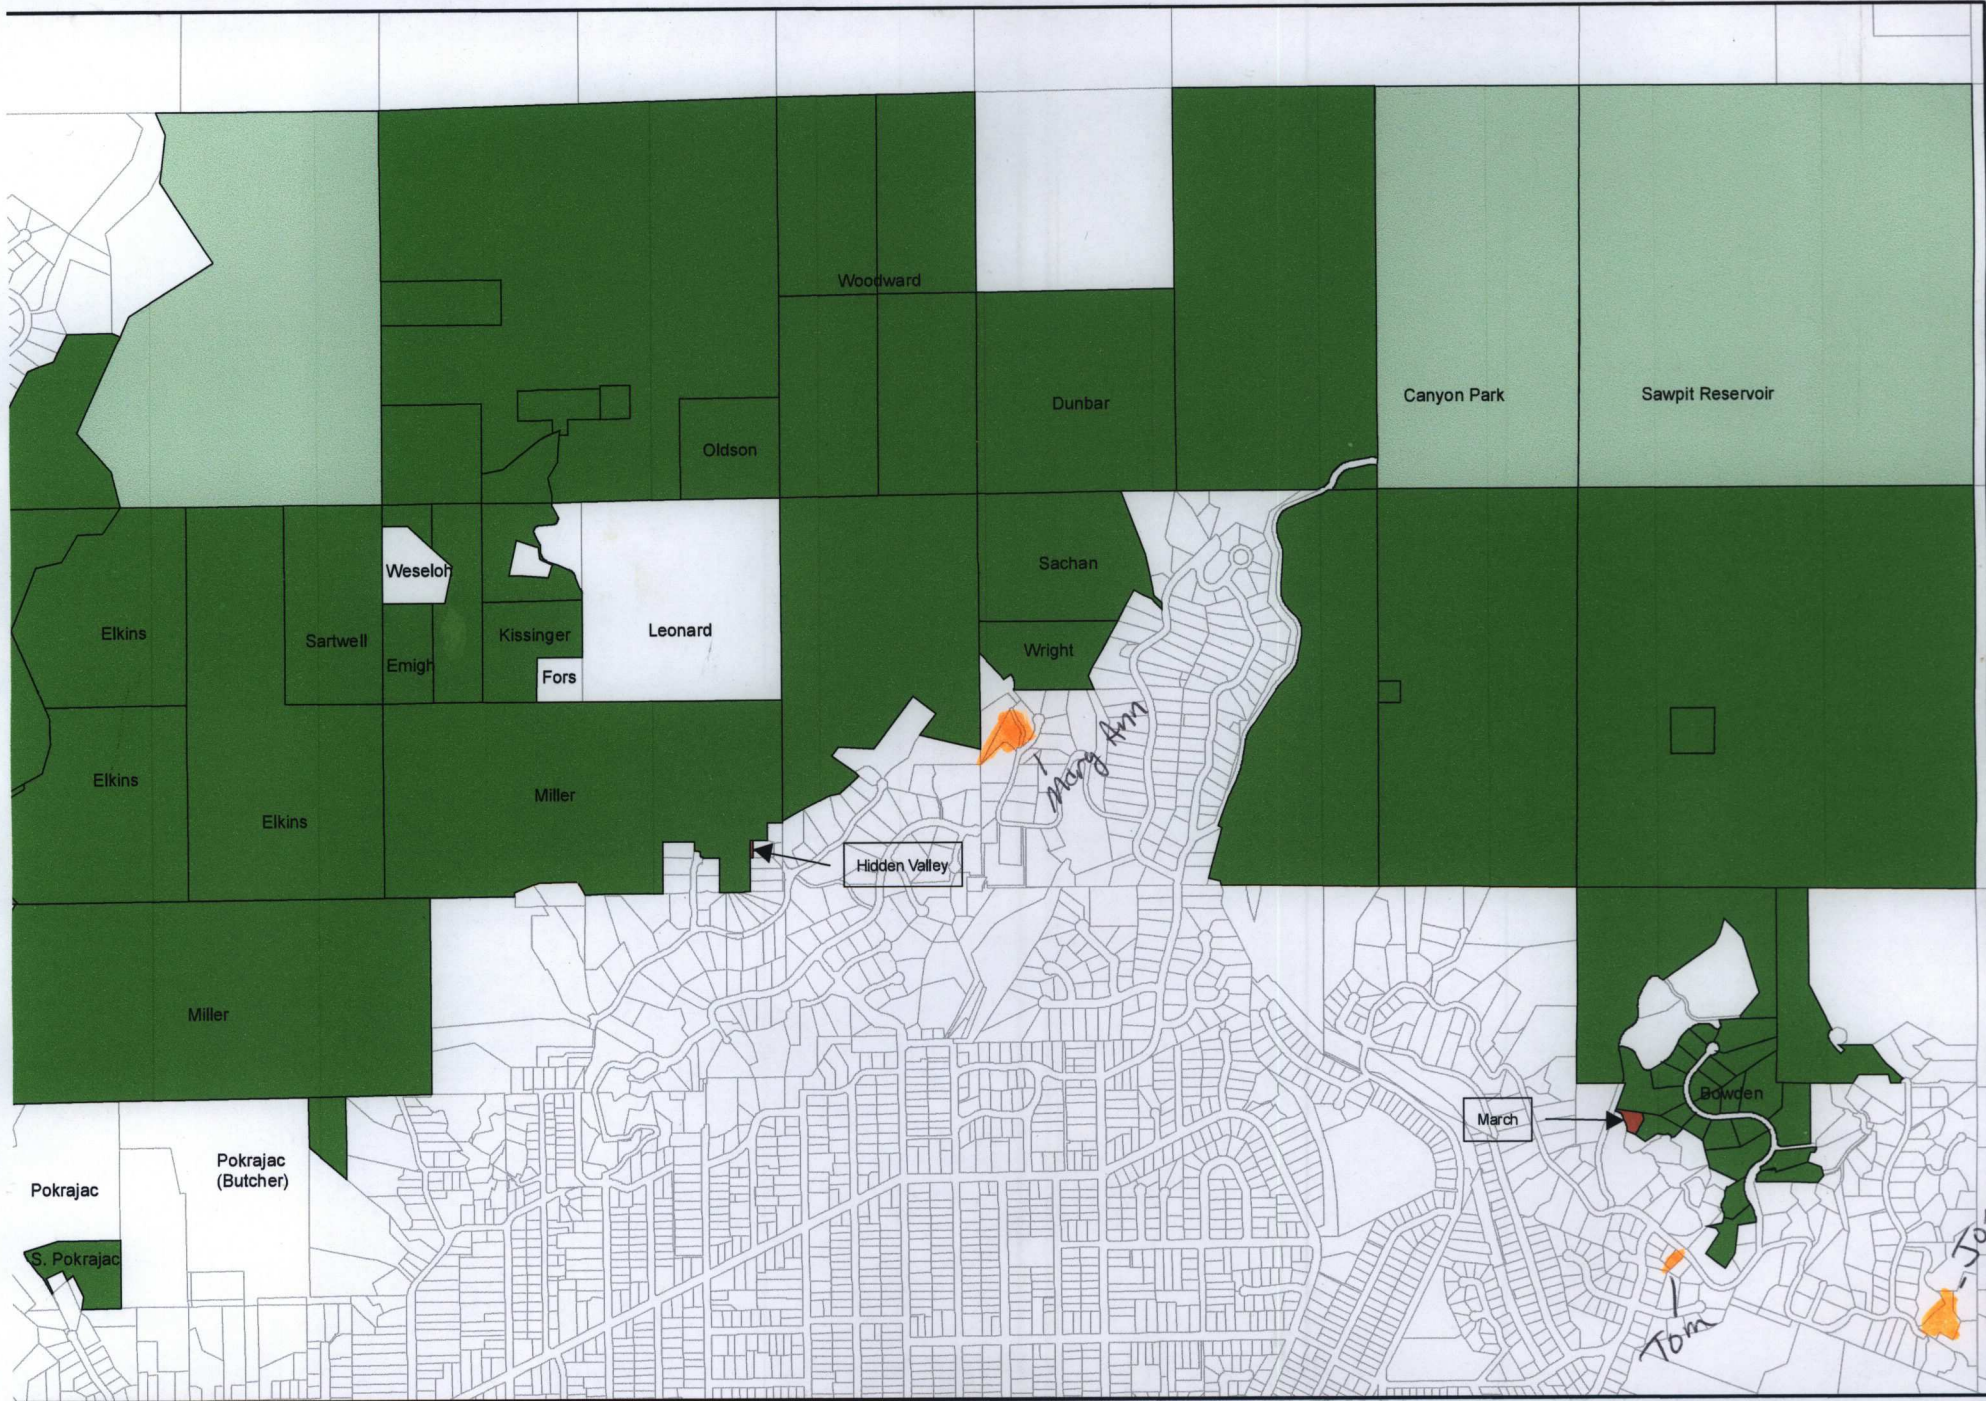 Woodward
Canyon Park
Sawpit Reservoir
Dunbar
Oldson
Weseloh
Sachan
Elkins
Sartwell
Kissinger
Leonard
Emigh
Wright
Fors
Mary Ann
Elkins
Miller
Elkins
Hidden Valley
Miller
Bowden
March
Pokrajac
(Butcher)
Pokrajac
S. Pokrajac
Tom